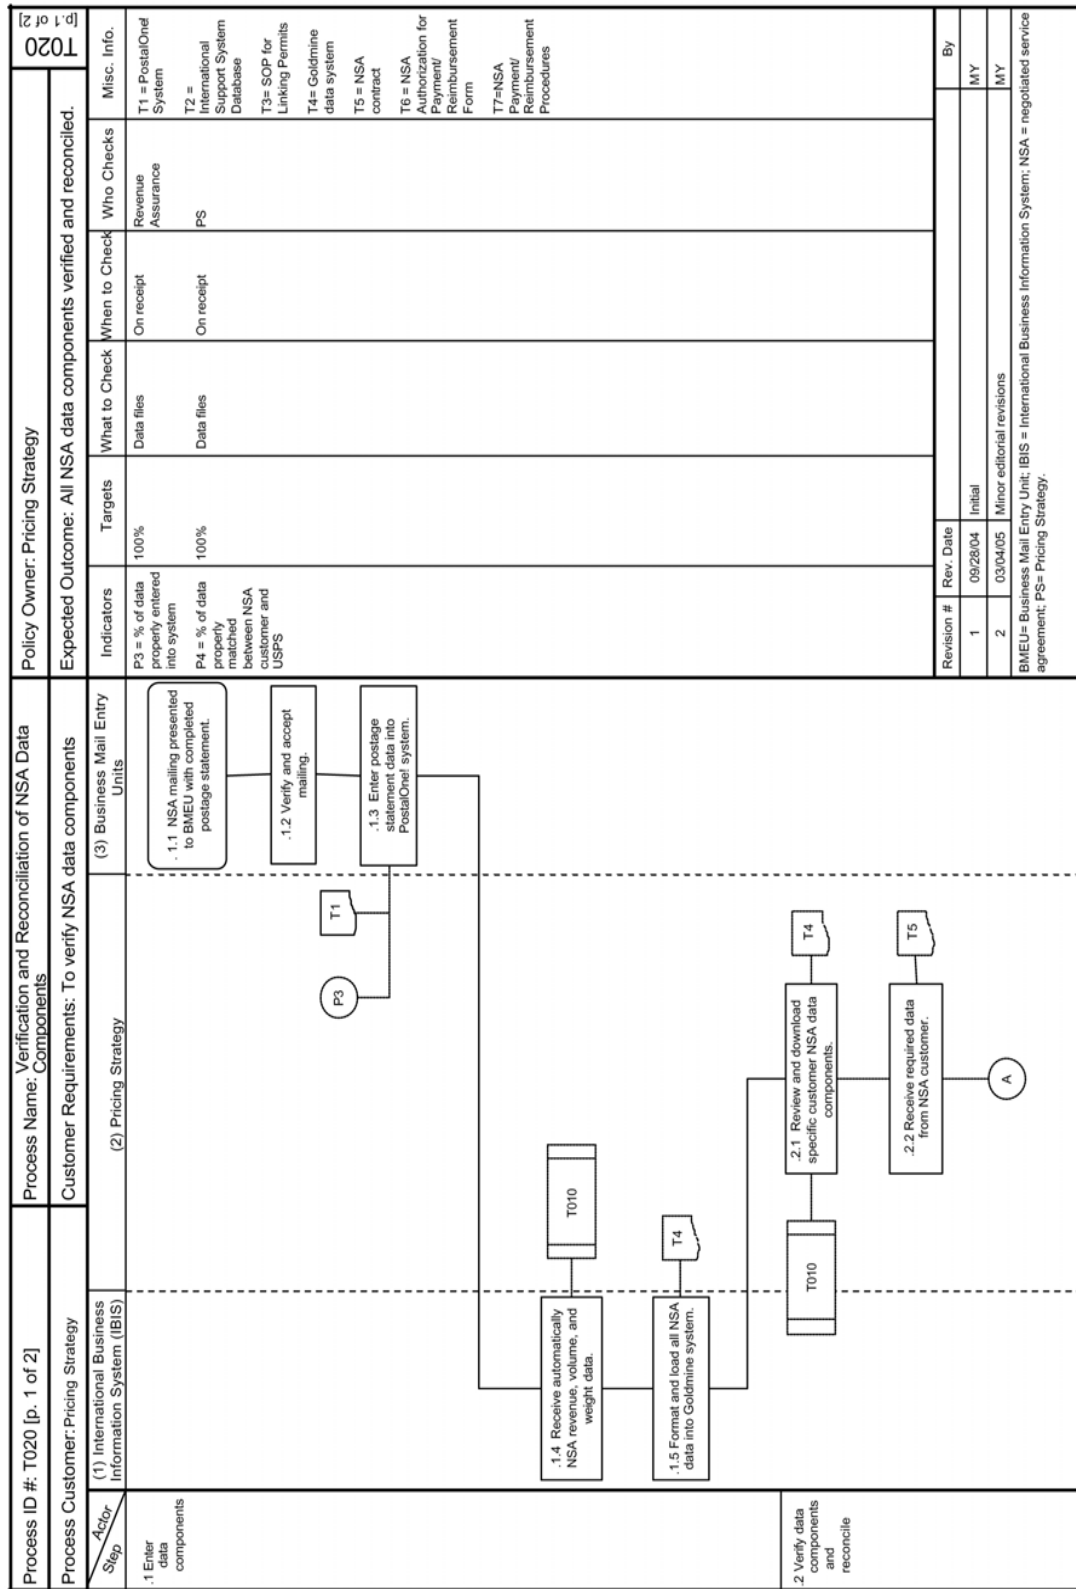 Process ID #: T020 [p. 1 of 2]
Process Name: Verification and Reconciliation of NSA Data
Components
Policy Owner: Pricing Strategy
T020
[p.1 of 2]
Process Customer: Pricing Strategy
Customer Requirements: To verify NSA data components
Expected Outcome: All NSA data components verified and reconciled.
Actor
Step
(1) International Business
Information System (IBIS)
(2) Pricing Strategy
(3) Business Mail Entry
Units
Indicators
Targets
What to Check
When to Check
Who Checks
Misc. Info.
.1 Enter
data
components
. 1.1 NSA mailing presented
to BMEU with completed
postage statement.
.1.2 Verify and accept
mailing.
.1.3 Enter postage
statement data into
PostalOne! system.
T1
P3
.1.4 Receive automatically
NSA revenue, volume, and
weight data.
T010
.1.5 Format and load all NSA
data into Goldmine system.
T4
.2 Verify data
components
and
reconcile
T010
.2.1 Review and download
specific customer NSA data
components.
T4
.2.2 Receive required data
from NSA customer.
T5
A
P3 = % of data
properly entered
into system
100%
Data files
On receipt
Revenue
Assurance
P4 = % of data
properly
matched
between NSA
customer and
USPS
100%
Data files
On receipt
PS
T1 = PostalOne!
System
T2 =
International
Support System
Database
T3= SOP for
Linking Permits
T4= Goldmine
data system
T5 = NSA
contract
T6 = NSA
Authorization for
Payment/
Reimbursement
Form
T7=NSA
Payment/
Reimbursement
Procedures
Revision #
Rev. Date
By
1
09/28/04
Initial
MY
2
03/04/05
Minor editorial revisions
MY
BMEU= Business Mail Entry Unit; IBIS = International Business Information System; NSA = negotiated service
agreement; PS= Pricing Strategy.